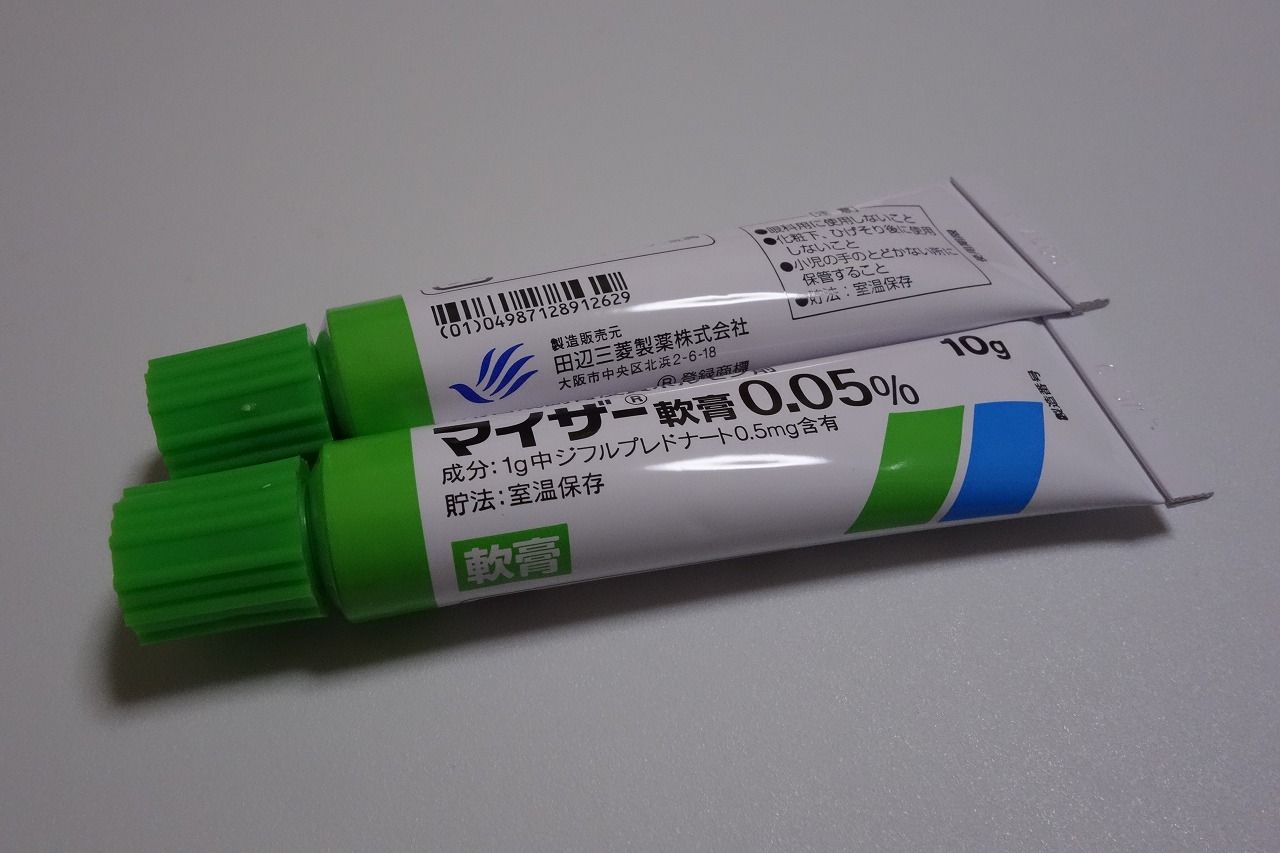 ●眼科用に使用しないこと
●化粧下、ひげそり後に使用
しないこと
●小児の手のとどかない所に
保管すること
●貯法：室温保存
(01)04987128912629
製造販売元
田辺三菱製薬株式会社
大阪市中央区北浜2-6-18
®登録商標
マイザー®軟膏0.05%
10g
成分：1g中ジフルプレドナート0.5mg含有
貯法：室温保存
軟膏
製造番号